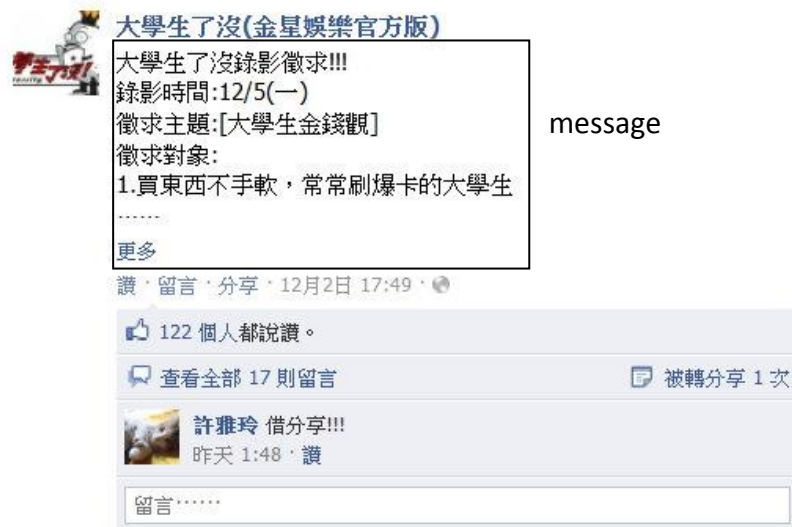 大學生了沒(金星娛樂官方版)
大學生了沒錄影徵求!!!
錄影時間:12/5(一)
徵求主題:[大學生金錢觀]
徵求對象:
1.買東西不手軟，常常刷爆卡的大學生
……
更多
message
讚‧留言‧分享‧12月2日 17:49‧
122 個人都說讚。
查看全部 17 則留言
被轉分享 1 次
許雅玲 借分享!!!
昨天 1:48‧讚
留言……